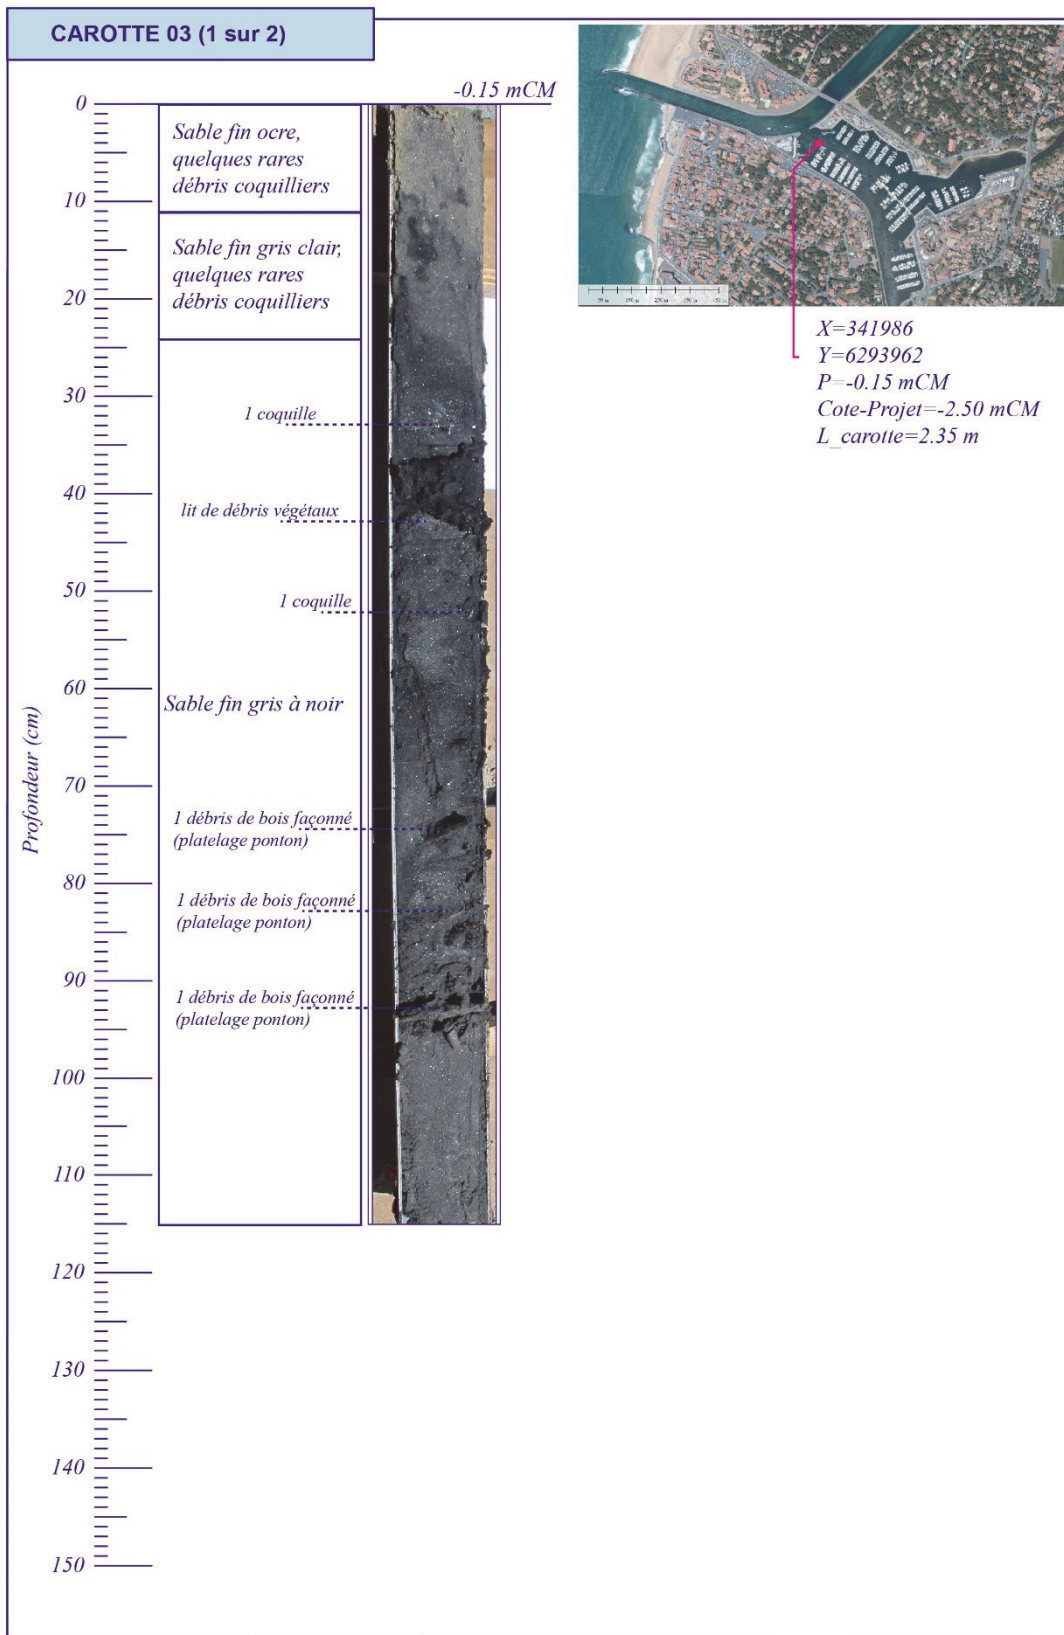 CAROTTE 03 (1 sur 2)
-0.15 mCM
0
Sable fin ocre,
quelques rares
débris coquilliers
10
Sable fin gris clair,
quelques rares
débris coquilliers
20
30
1 coquille
40
lit de débris végétaux
50
1 coquille
60
Sable fin gris à noir
Profondeur (cm)
70
1 débris de bois façonné
(platelage ponton)
80
1 débris de bois façonné
(platelage ponton)
90
1 débris de bois façonné
(platelage ponton)
100
110
120
130
140
150
X=341986
Y=6293962
P=-0.15 mCM
Cote-Projet=-2.50 mCM
L_carotte=2.35 m